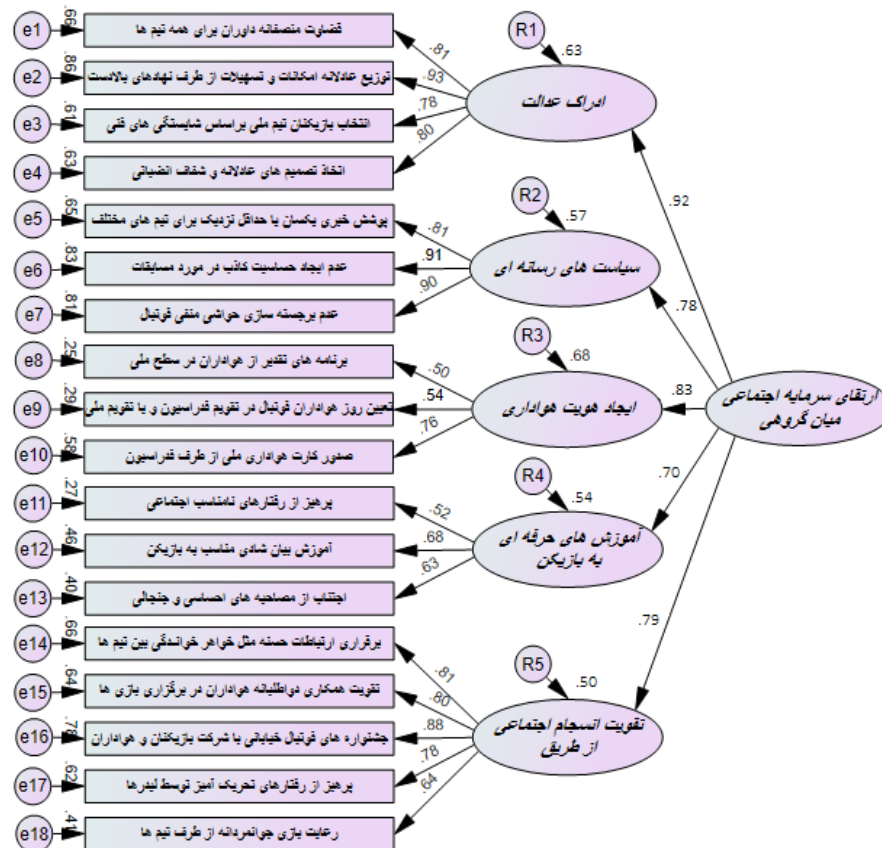 e1 .66 قضاوت منصفانه داوران برای همه تیم ها .81
e2 .86 توزیع عادلانه امکانات و تسهیلات از طرف نهادهای بالادست .93
e3 .61 انتخاب بازیکنان تیم ملی براساس شایستگی های فنی .78
e4 .63 اتخاذ تصمیم های عادلانه و شفاف انضباتی .80
R1 .63
ادراک عدالت
.92
e5 .65 پوشش خبری یکسان یا حداقل نزدیک برای تیم های مختلف .81
e6 .83 عدم ایجاد حساسیت کاذب در مورد مسابقات .91
e7 .81 عدم برجسته سازی حواشی منفی فوتبال .90
R2 .57
سیاست های رسانه ای
.78
e8 .25 برنامه های تقدیر از هواداران در سطح ملی .50
e9 .29 تعیین روز هواداران فوتبال در تقویم فدراسیون و یا تقویم ملی .54
e10 .58 صدور کارت هواداری ملی از طرف فدراسیون .76
R3 .68
ایجاد هویت هواداری
.83
ارتقای سرمایه اجتماعی
میان گروهی
e11 .27 پرهیز از رفتارهای نامناسب اجتماعی .52
e12 .46 آموزش بیان شادی مناسب به بازیکن .68
e13 .40 اجتناب از مصاحبه های احساسی و جنجالی .63
R4 .54
آموزش های حرفه ای
به بازیکن
.70
e14 .66 برقراری ارتباطات حسنه مثل خواهر خواندگی بین تیم ها .81
e15 .64 تقویت همکاری دواطلبانه هواداران در برگزاری بازی ها .80
e16 .78 جشنواره های فوتبال خیابانی با شرکت بازیکنان و هواداران .88
e17 .62 پرهیز از رفتارهای تحریک آمیز توسط لیدرها .78
e18 .41 رعایت بازی جوانمردانه از طرف تیم ها .64
R5 .50
تقویت انسجام اجتماعی
از طریق
.79